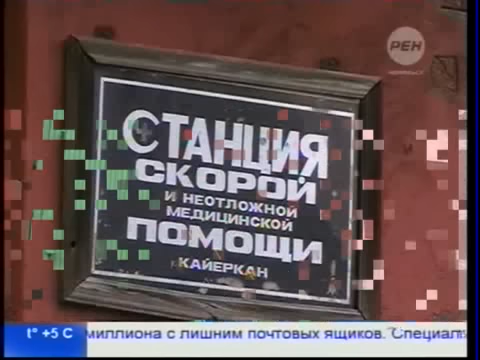 РЕН
СТАНЦИЯ
СКОРОЙ
И НЕОТЛОЖНОЙ
МЕДИЦИНСКОЙ
ПОМОЩИ
КАЙЕРКАН
t° +5 C миллиона с лишним почтовых ящиков. Специал